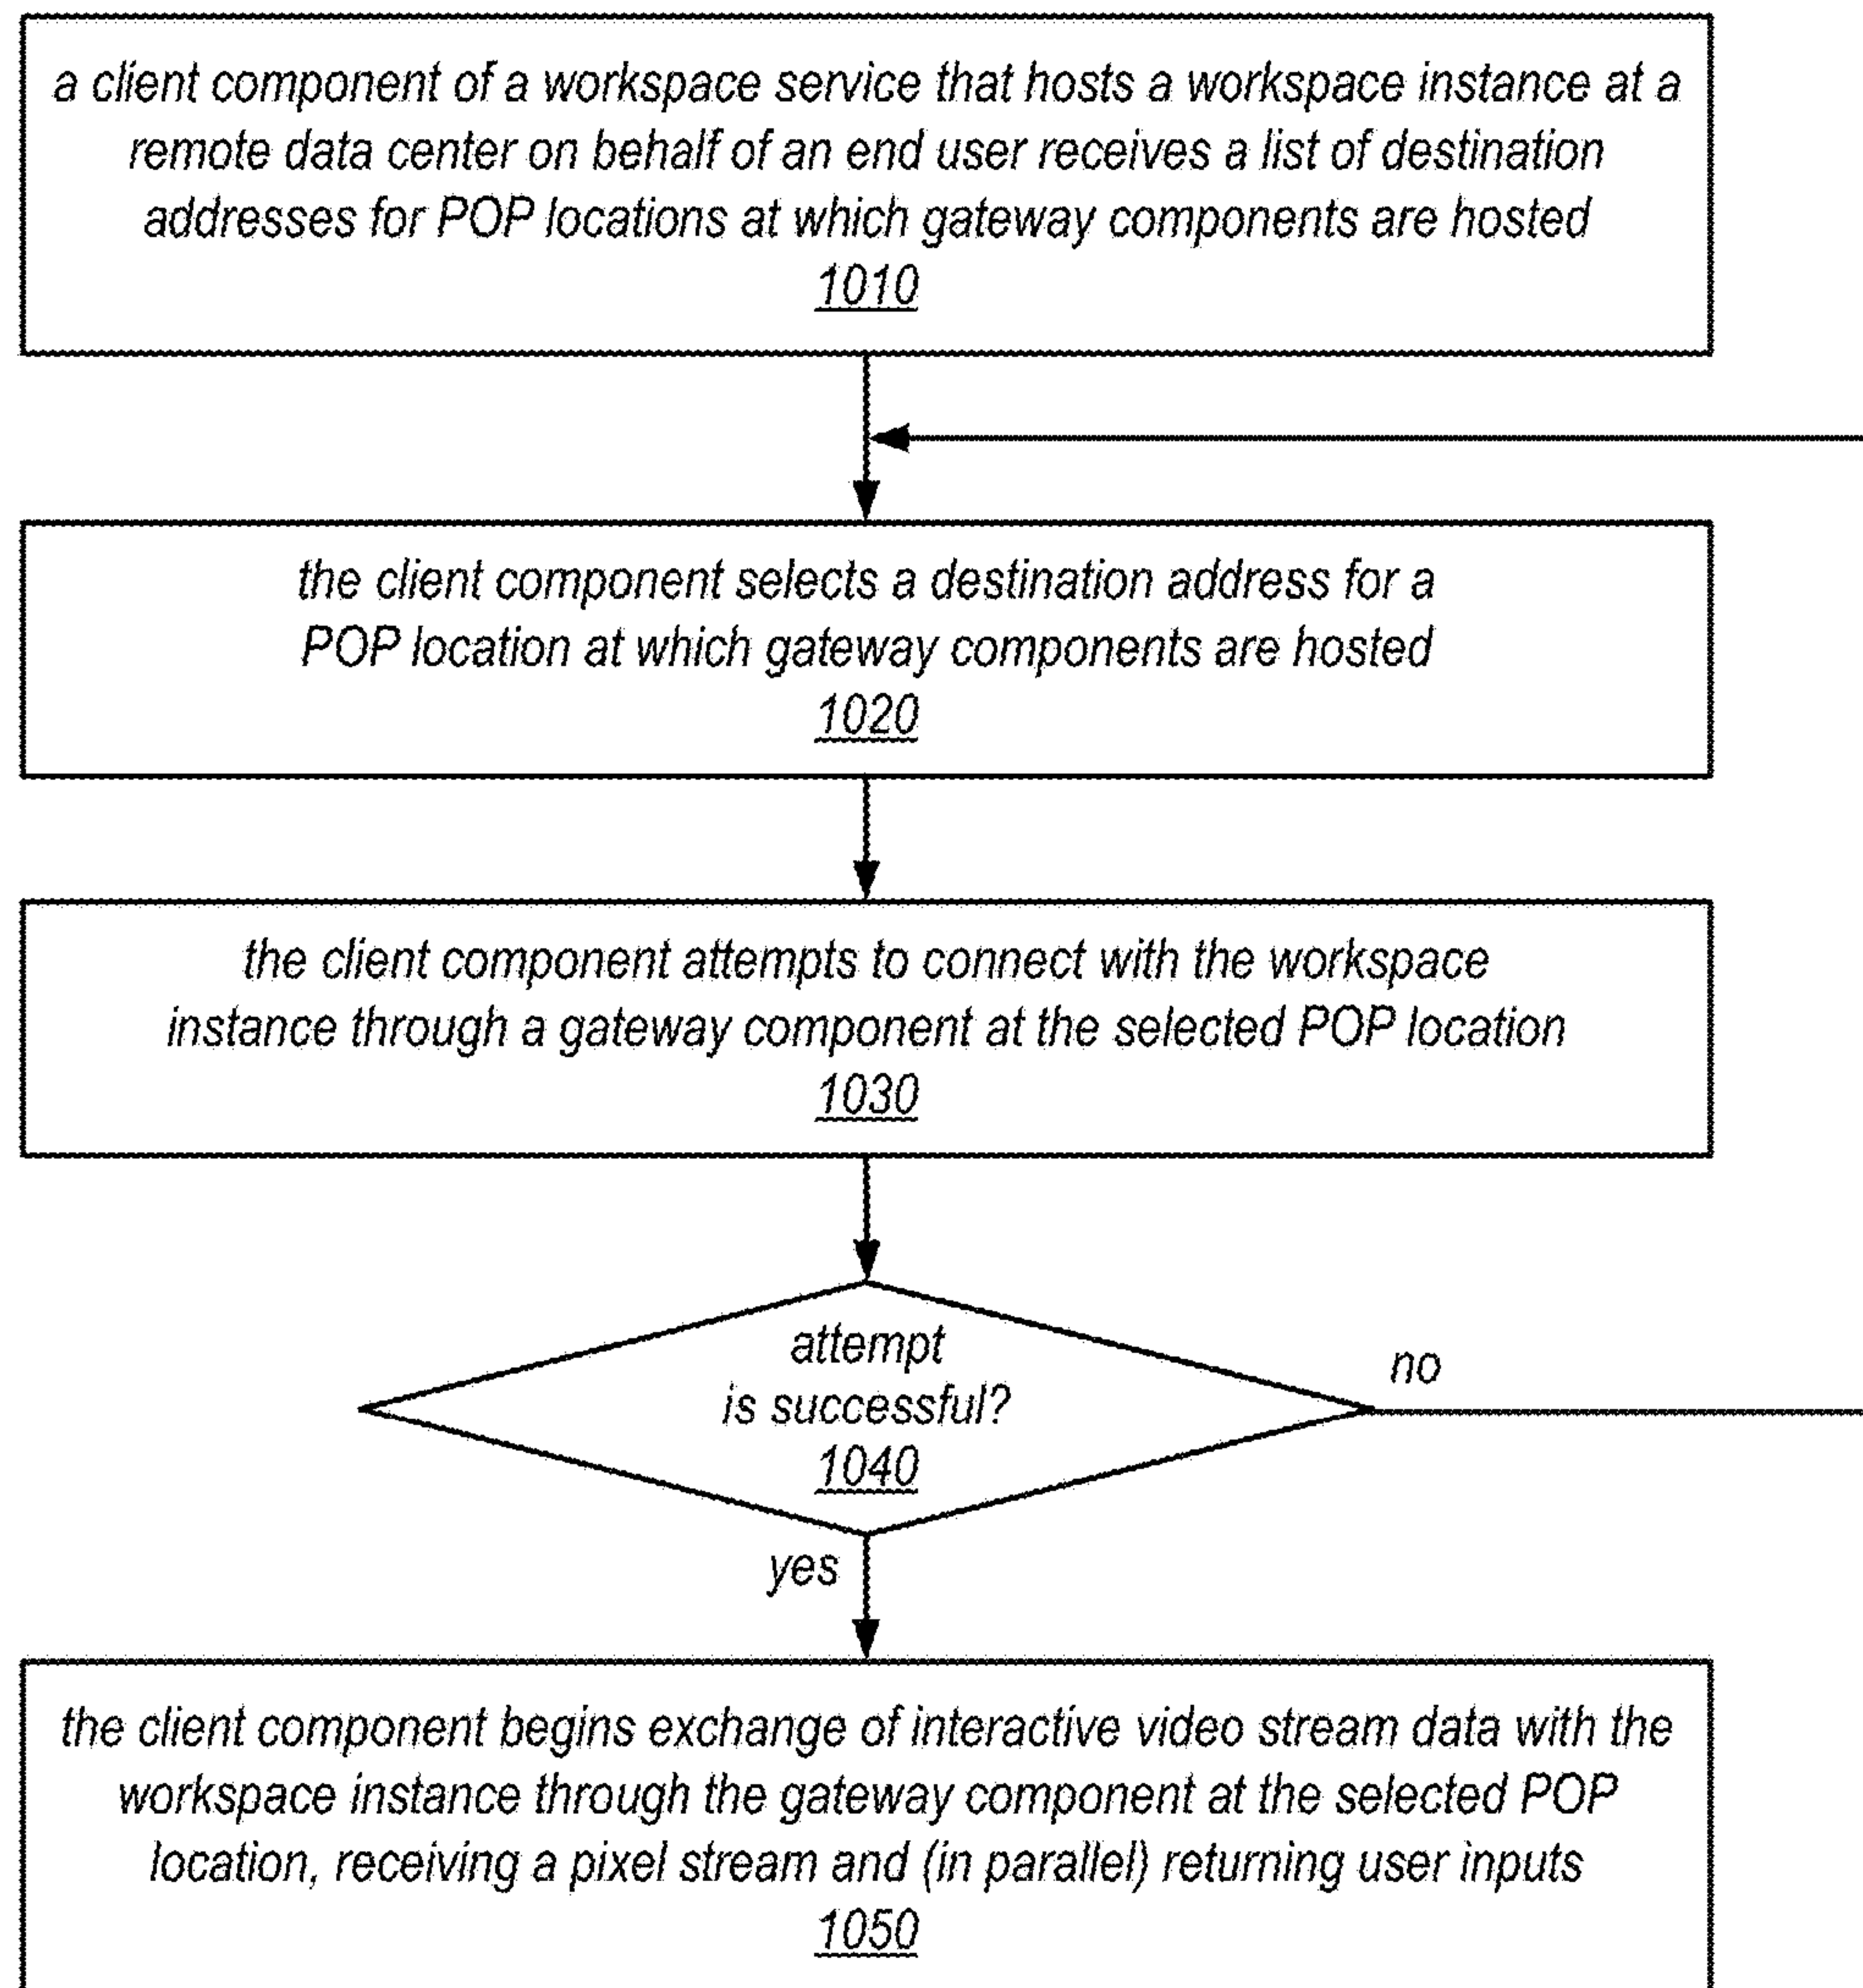 a client component of a workspace service that hosts a workspace instance at a
remote data center on behalf of an end user receives a list of destination
addresses for POP locations at which gateway components are hosted
1010
the client component selects a destination address for a
POP location at which gateway components are hosted
1020
the client component attempts to connect with the workspace
instance through a gateway component at the selected POP location
1030
attempt
is successful?
1040
no
yes
the client component begins exchange of interactive video stream data with the
workspace instance through the gateway component at the selected POP
location, receiving a pixel stream and (in parallel) returning user inputs
1050